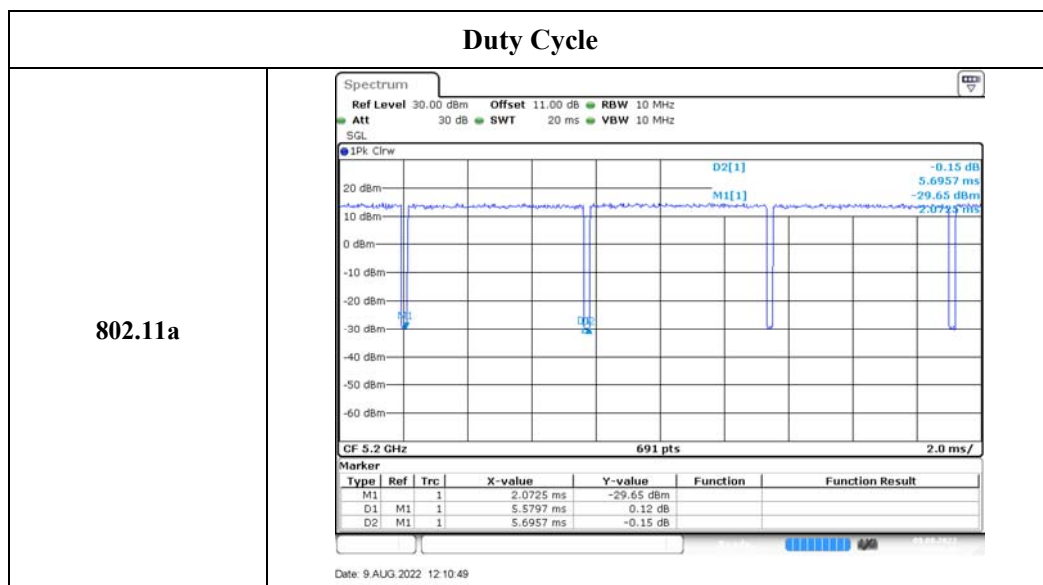 Duty Cycle
802.11a
Spectrum
Ref Level 30.00 dBm Offset 11.00 dB RBW 10 MHz
Att 30 dB SWT 20 ms VBW 10 MHz
SGL
1Pk Clrw
D2[1] -0.15 dB
5.6957 ms
M1[1] -29.65 dBm
2.0725 ms
20 dBm
10 dBm
0 dBm
-10 dBm
-20 dBm
-30 dBm
-40 dBm
-50 dBm
-60 dBm
M1
CF 5.2 GHz 691 pts 2.0 ms/
Marker
Type Ref Trc X-value Y-value Function Function Result
M1 1 2.0725 ms -29.65 dBm
D1 M1 1 5.5797 ms 0.12 dB
D2 M1 1 5.6957 ms -0.15 dB
Date: 9.AUG.2022 12:10:49